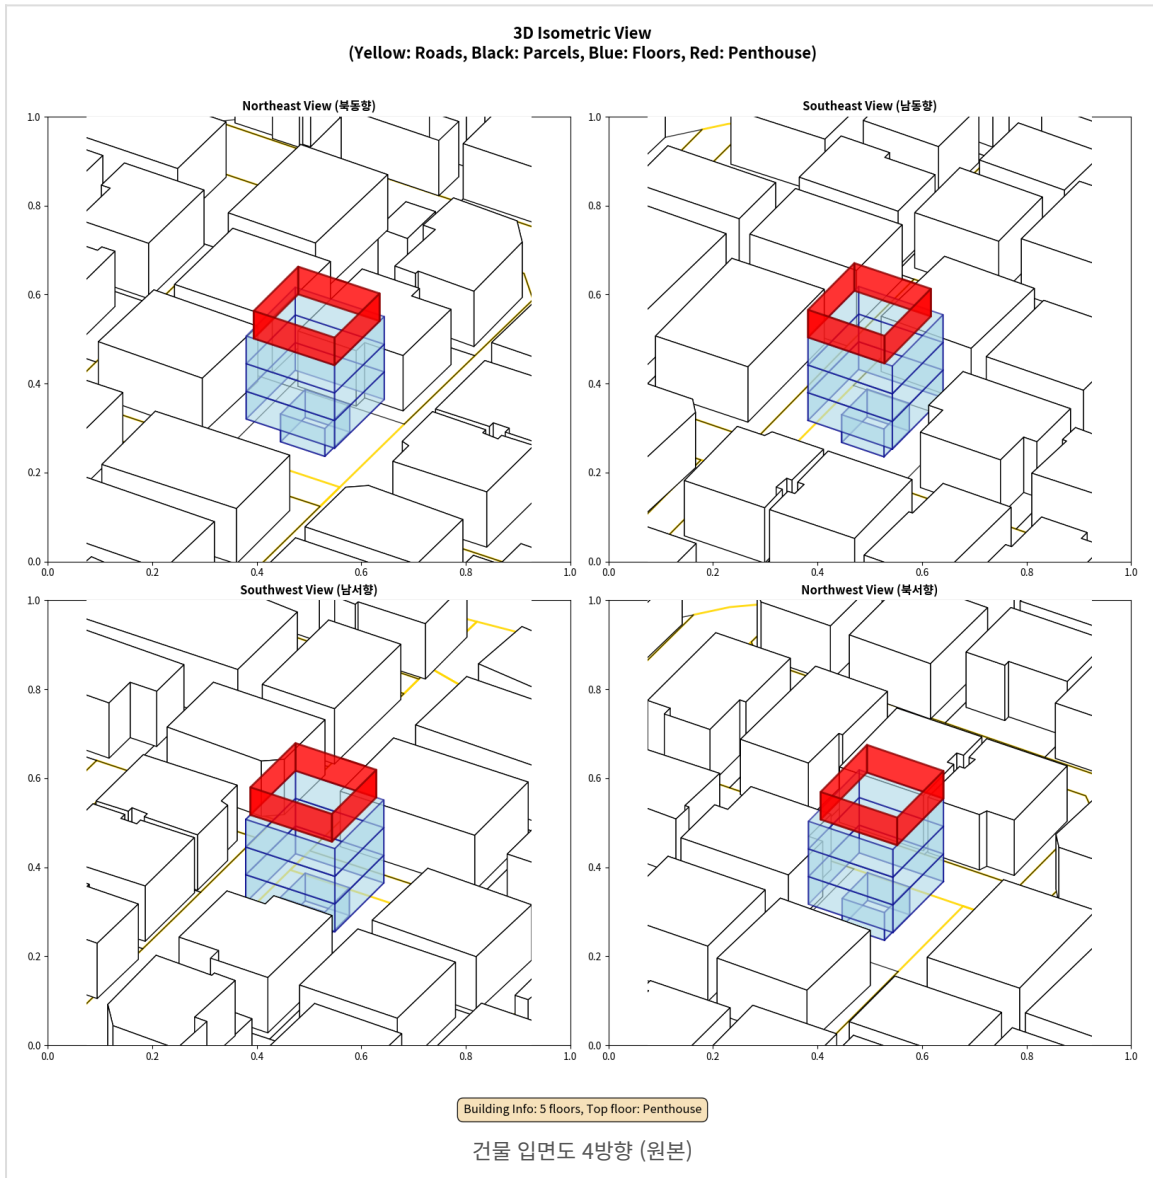 3D Isometric View
(Yellow: Roads, Black: Parcels, Blue: Floors, Red: Penthouse)
Northeast View (북동향)
1.0
0.8
0.6
0.4
0.2
0.0
0.0 0.2 0.4 0.6 0.8 1.0
Southeast View (남동향)
1.0
0.8
0.6
0.4
0.2
0.0
0.0 0.2 0.4 0.6 0.8 1.0
Southwest View (남서향)
1.0
0.8
0.6
0.4
0.2
0.0
0.0 0.2 0.4 0.6 0.8 1.0
Northwest View (북서향)
1.0
0.8
0.6
0.4
0.2
0.0
0.0 0.2 0.4 0.6 0.8 1.0
Building Info: 5 floors, Top floor: Penthouse
건물 입면도 4방향 (원본)